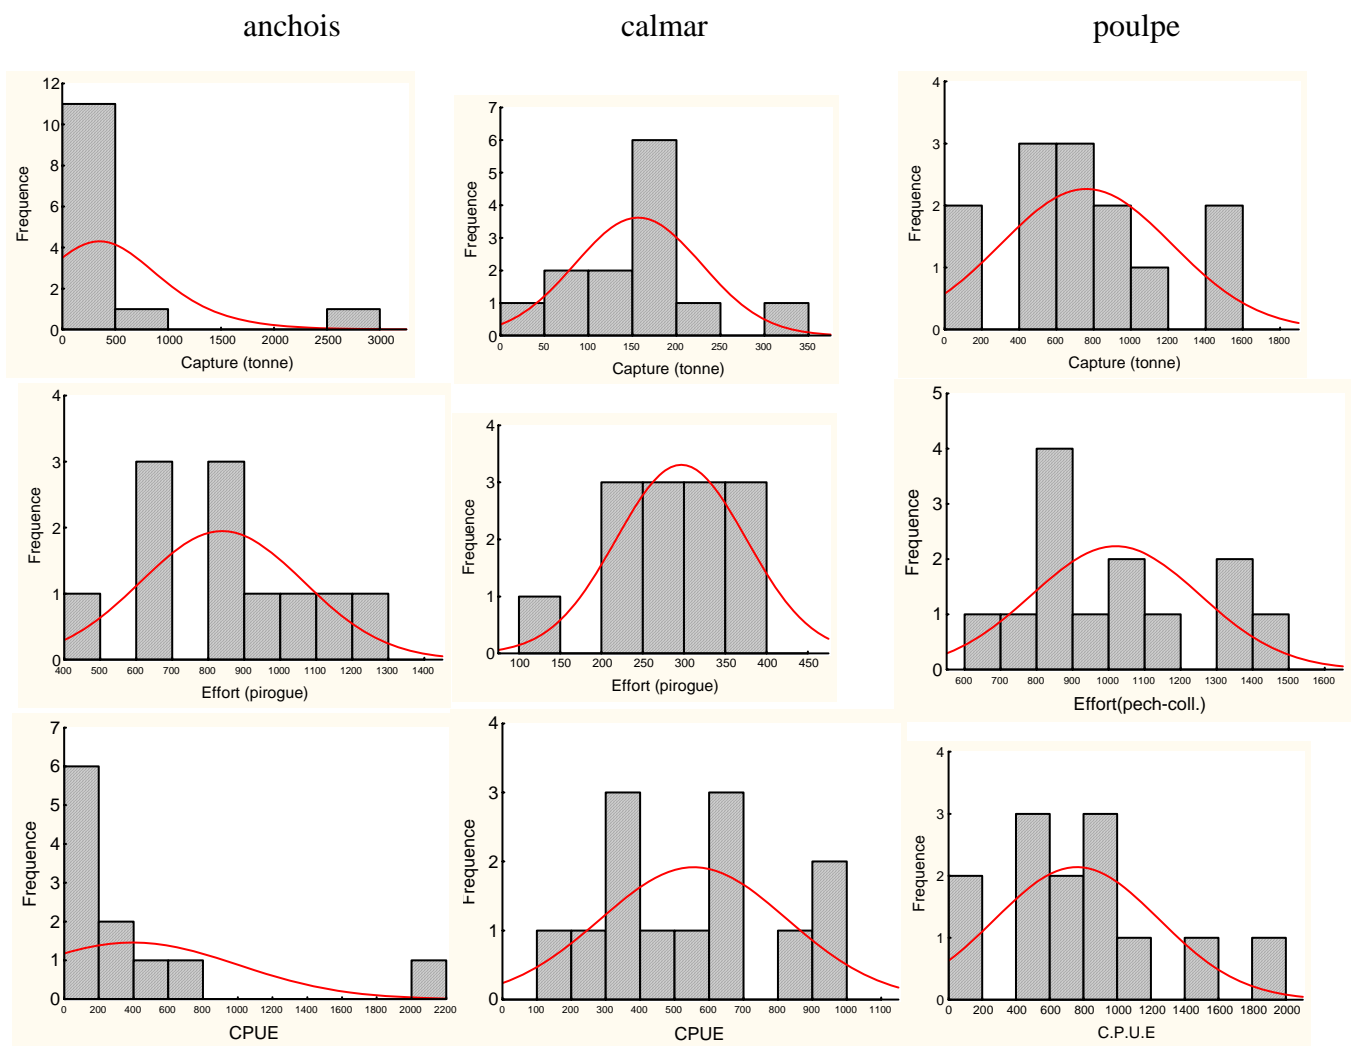 anchois calmar poulpe
12
10
8
6
4
2
0
Frequence
0 500 1000 1500 2000 2500 3000
Capture (tonne)
7
6
5
4
3
2
1
0
Frequence
0 50 100 150 200 250 300 350
Capture (tonne)
4
3
2
1
0
Frequence
0 200 400 600 800 1000 1200 1400 1600 1800
Capture (tonne)
4
3
2
1
0
Frequence
400 500 600 700 800 900 1000 1100 1200 1300 1400
Effort (pirogue)
4
3
2
1
0
Frequence
100 150 200 250 300 350 400 450
Effort (pirogue)
5
4
3
2
1
0
Frequence
600 700 800 900 1000 1100 1200 1300 1400 1500 1600
Effort(pech-coll.)
7
6
5
4
3
2
1
0
Frequence
0 200 400 600 800 1000 1200 1400 1600 1800 2000 2200
CPUE
4
3
2
1
0
Frequence
0 100 200 300 400 500 600 700 800 900 1000 1100
CPUE
4
3
2
1
0
Frequence
0 200 400 600 800 1000 1200 1400 1600 1800 2000
C.P.U.E